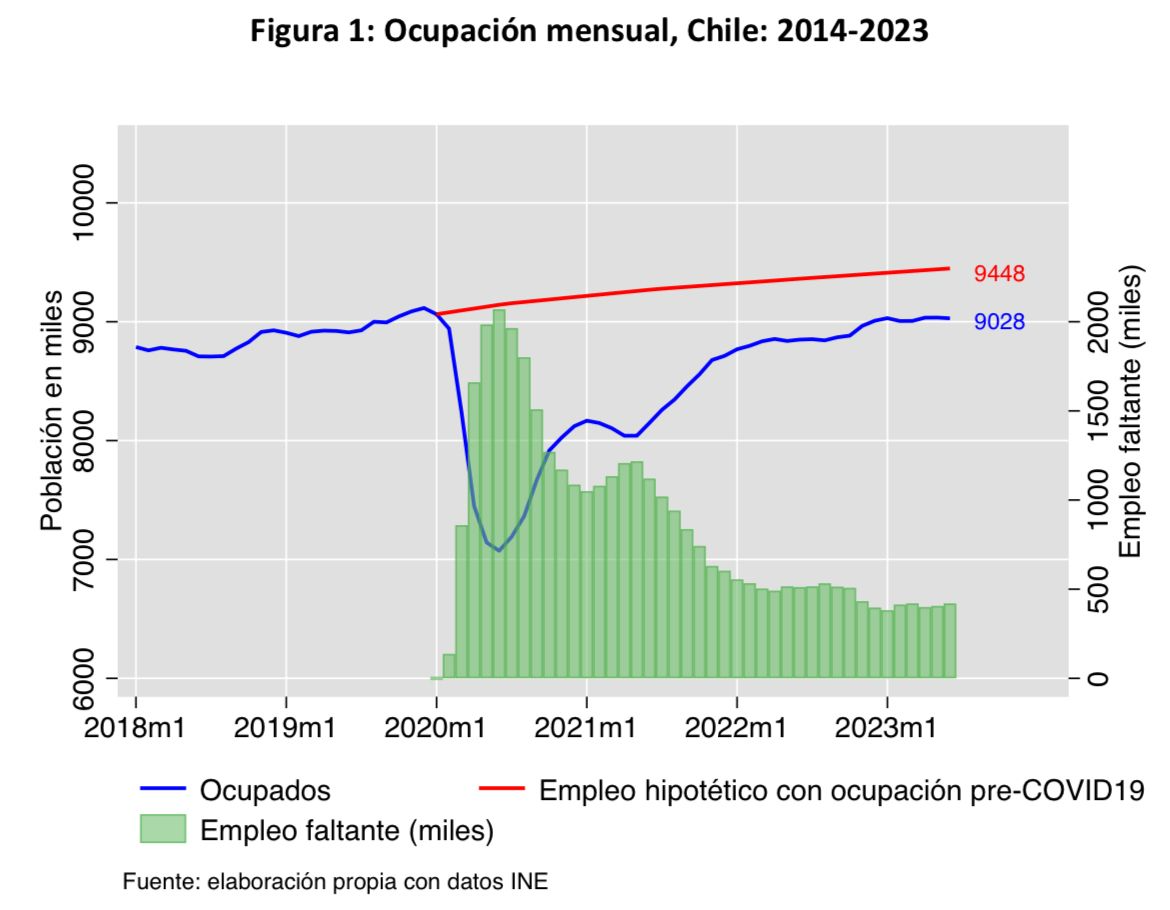 Figura 1: Ocupación mensual, Chile: 2014-2023
Población en miles
10000
9000
8000
7000
6000
9448
9028
Empleo faltante (miles)
2000
1500
1000
500
0
2018m1 2019m1 2020m1 2021m1 2022m1 2023m1
Ocupados Empleo hipotético con ocupación pre-COVID19
Empleo faltante (miles)
Fuente: elaboración propia con datos INE